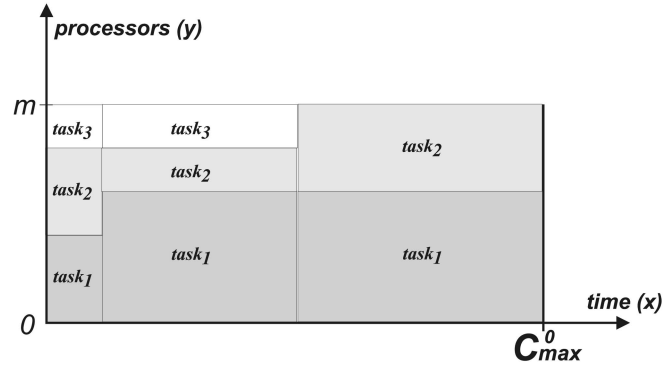 processors (y)
m
task3 task3
task2
task2 task2
task1 task1 task1
0
time (x)
C0max